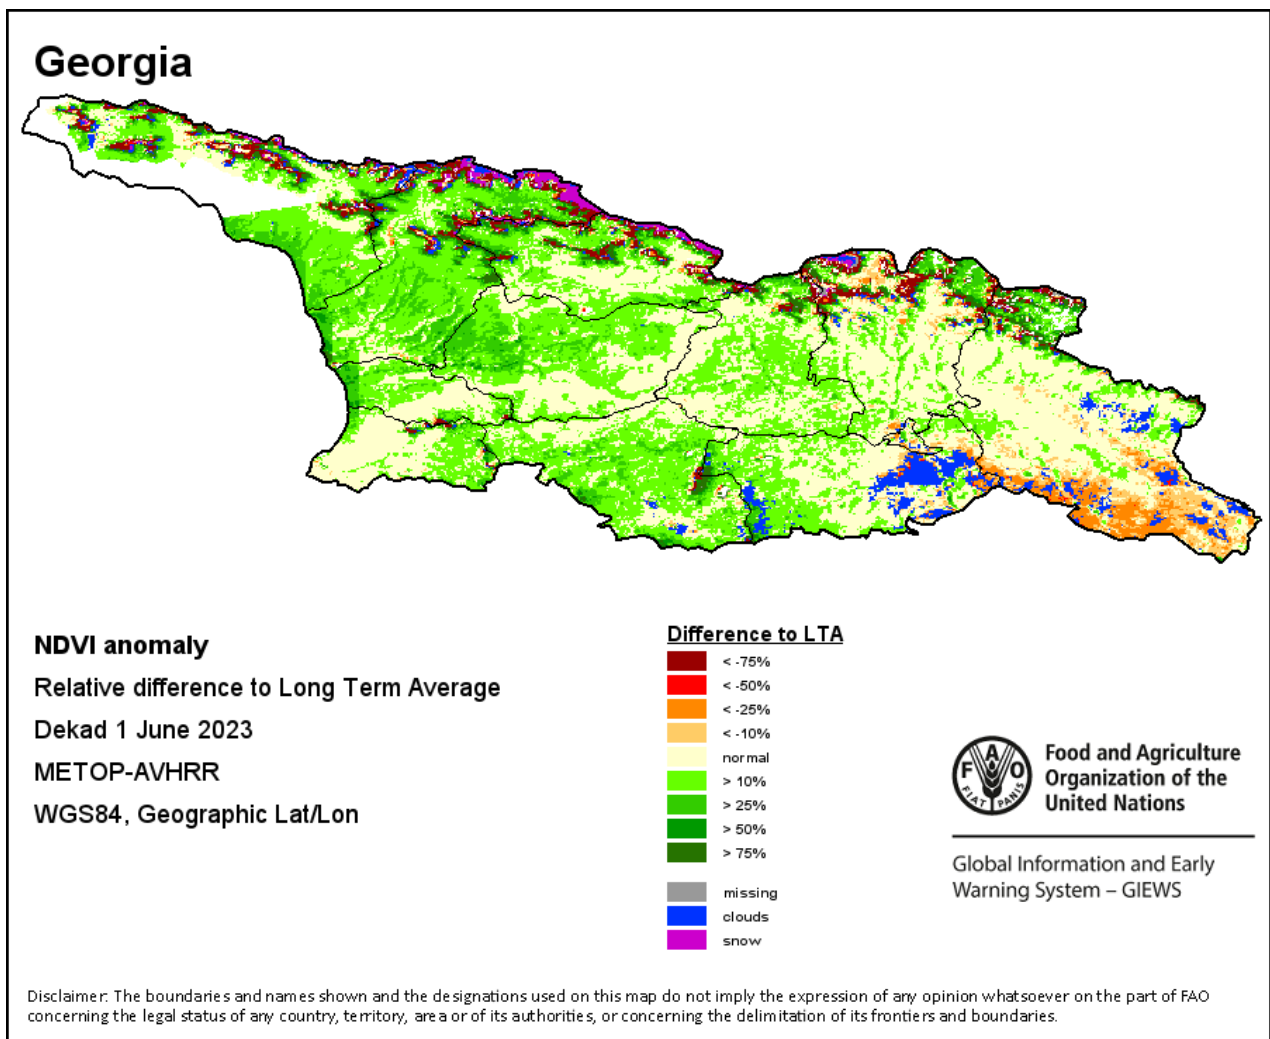 Georgia
NDVI anomaly
Relative difference to Long Term Average
Dekad 1 June 2023
METOP-AVHRR
WGS84, Geographic Lat/Lon
Difference to LTA
< -75%
< -50%
< -25%
< -10%
normal
> 10%
> 25%
> 50%
> 75%
missing
clouds
snow
F A O
FIAT PANIS
Food and Agriculture
Organization of the
United Nations
Global Information and Early
Warning System – GIEWS
Disclaimer: The boundaries and names shown and the designations used on this map do not imply the expression of any opinion whatsoever on the part of FAO
concerning the legal status of any country, territory, area or of its authorities, or concerning the delimitation of its frontiers and boundaries.